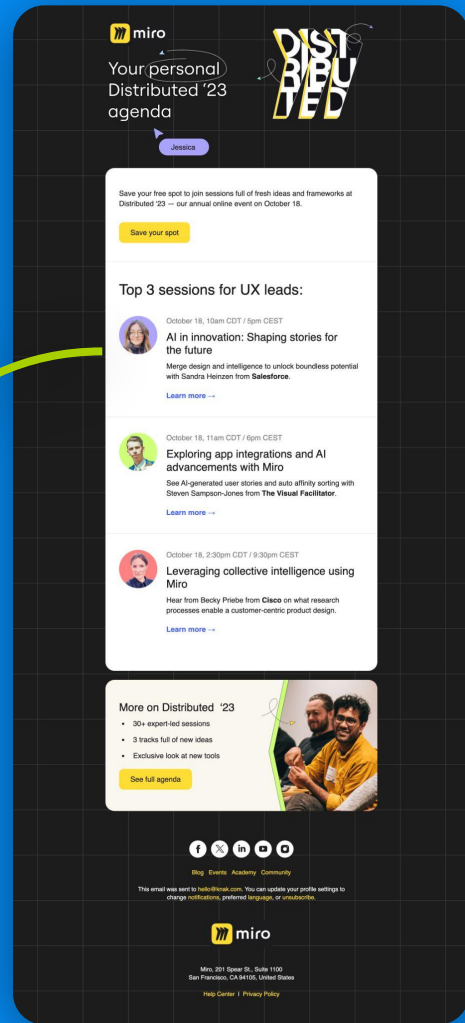 miro
Your personal
Distributed ‘23
agenda
DIST
RIBU
TED
Jessica
Save your free spot to join sessions full of fresh ideas and frameworks at
Distributed ‘23 — our annual online event on October 18.
Save your spot
Top 3 sessions for UX leads:
October 18, 10am CDT / 5pm CEST
AI in innovation: Shaping stories for
the future
Merge design and intelligence to unlock boundless potential
with Sandra Heinzen from Salesforce.
Learn more →
October 18, 11am CDT / 6pm CEST
Exploring app integrations and AI
advancements with Miro
See AI-generated user stories and auto affinity sorting with
Steven Sampson-Jones from The Visual Facilitator.
Learn more →
October 18, 2:30pm CDT / 9:30pm CEST
Leveraging collective intelligence using
Miro
Hear from Becky Priebe from Cisco on what research
processes enable a customer-centric product design.
Learn more →
More on Distributed ‘23
• 30+ expert-led sessions
• 3 tracks full of new ideas
• Exclusive look at new tools
See full agenda
Blog Events Academy Community
This email was sent to hello@knak.com. You can update your profile settings to
change notifications, preferred language, or unsubscribe.
miro
Miro, 201 Spear St., Suite 1100
San Francisco, CA 94105, United States
Help Center | Privacy Policy